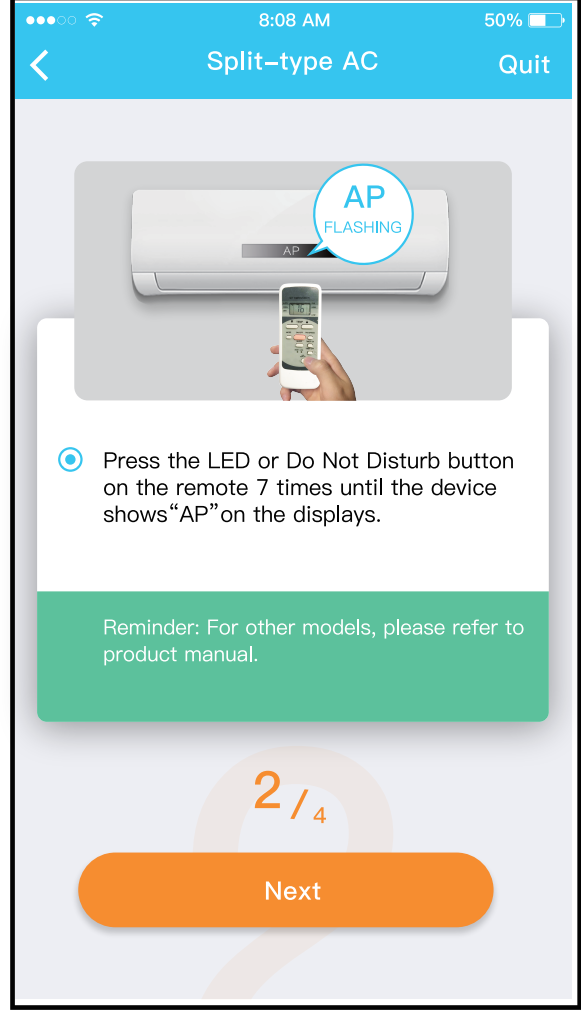 8:08 AM
50%
Split-type AC
Quit
AP
FLASHING
AP
Press the LED or Do Not Disturb button
on the remote 7 times until the device
shows“AP”on the displays.
Reminder: For other models, please refer to
product manual.
2/4
Next